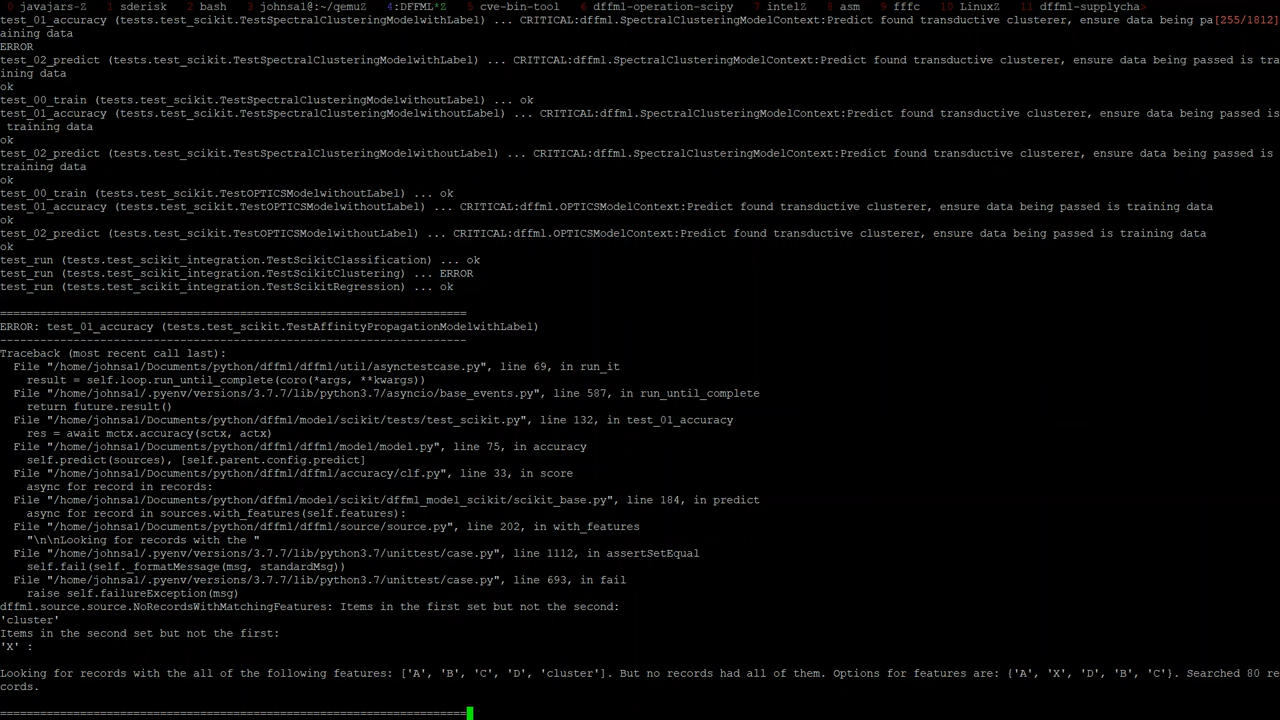 0 javajars-Z 1 sderisk 2 bash 3 johnsal@:~/qemuZ 4:DFFML*Z 5 cve-bin-tool 6 dffml-operation-scipy 7 intelZ 8 asm 9 fffc 10 LinuxZ 11 dffml-supplycha>
test_01_accuracy (tests.test_scikit.TestSpectralClusteringModelwithLabel) ... CRITICAL:dffml.SpectralClusteringModelContext:Predict found transductive clusterer, ensure data being pa[255/1812]
aining data
ERROR
test_02_predict (tests.test_scikit.TestSpectralClusteringModelwithLabel) ... CRITICAL:dffml.SpectralClusteringModelContext:Predict found transductive clusterer, ensure data being passed is tra
ining data
ok
test_00_train (tests.test_scikit.TestSpectralClusteringModelwithoutLabel) ... ok
test_01_accuracy (tests.test_scikit.TestSpectralClusteringModelwithoutLabel) ... CRITICAL:dffml.SpectralClusteringModelContext:Predict found transductive clusterer, ensure data being passed is
 training data
ok
test_02_predict (tests.test_scikit.TestSpectralClusteringModelwithoutLabel) ... CRITICAL:dffml.SpectralClusteringModelContext:Predict found transductive clusterer, ensure data being passed is
training data
ok
test_00_train (tests.test_scikit.TestOPTICSModelwithoutLabel) ... ok
test_01_accuracy (tests.test_scikit.TestOPTICSModelwithoutLabel) ... CRITICAL:dffml.OPTICSModelContext:Predict found transductive clusterer, ensure data being passed is training data
ok
test_02_predict (tests.test_scikit.TestOPTICSModelwithoutLabel) ... CRITICAL:dffml.OPTICSModelContext:Predict found transductive clusterer, ensure data being passed is training data
ok
test_run (tests.test_scikit_integration.TestScikitClassification) ... ok
test_run (tests.test_scikit_integration.TestScikitClustering) ... ERROR
test_run (tests.test_scikit_integration.TestScikitRegression) ... ok

======================================================================
ERROR: test_01_accuracy (tests.test_scikit.TestAffinityPropagationModelwithLabel)
----------------------------------------------------------------------
Traceback (most recent call last):
  File "/home/johnsa1/Documents/python/dffml/dffml/util/asynctestcase.py", line 69, in run_it
    result = self.loop.run_until_complete(coro(*args, **kwargs))
  File "/home/johnsa1/.pyenv/versions/3.7.7/lib/python3.7/asyncio/base_events.py", line 587, in run_until_complete
    return future.result()
  File "/home/johnsa1/Documents/python/dffml/model/scikit/tests/test_scikit.py", line 132, in test_01_accuracy
    res = await mctx.accuracy(sctx, actx)
  File "/home/johnsa1/Documents/python/dffml/dffml/model/model.py", line 75, in accuracy
    self.predict(sources), [self.parent.config.predict]
  File "/home/johnsa1/Documents/python/dffml/dffml/accuracy/clf.py", line 33, in score
    async for record in records:
  File "/home/johnsa1/Documents/python/dffml/model/scikit/dffml_model_scikit/scikit_base.py", line 184, in predict
    async for record in sources.with_features(self.features):
  File "/home/johnsa1/Documents/python/dffml/dffml/source/source.py", line 202, in with_features
    "\n\nLooking for records with the "
  File "/home/johnsa1/.pyenv/versions/3.7.7/lib/python3.7/unittest/case.py", line 1112, in assertSetEqual
    self.fail(self._formatMessage(msg, standardMsg))
  File "/home/johnsa1/.pyenv/versions/3.7.7/lib/python3.7/unittest/case.py", line 693, in fail
    raise self.failureException(msg)
dffml.source.source.NoRecordsWithMatchingFeatures: Items in the first set but not the second:
'cluster'
Items in the second set but not the first:
'X' :

Looking for records with the all of the following features: ['A', 'B', 'C', 'D', 'cluster']. But no records had all of them. Options for features are: {'A', 'X', 'D', 'B', 'C'}. Searched 80 re
cords.

======================================================================